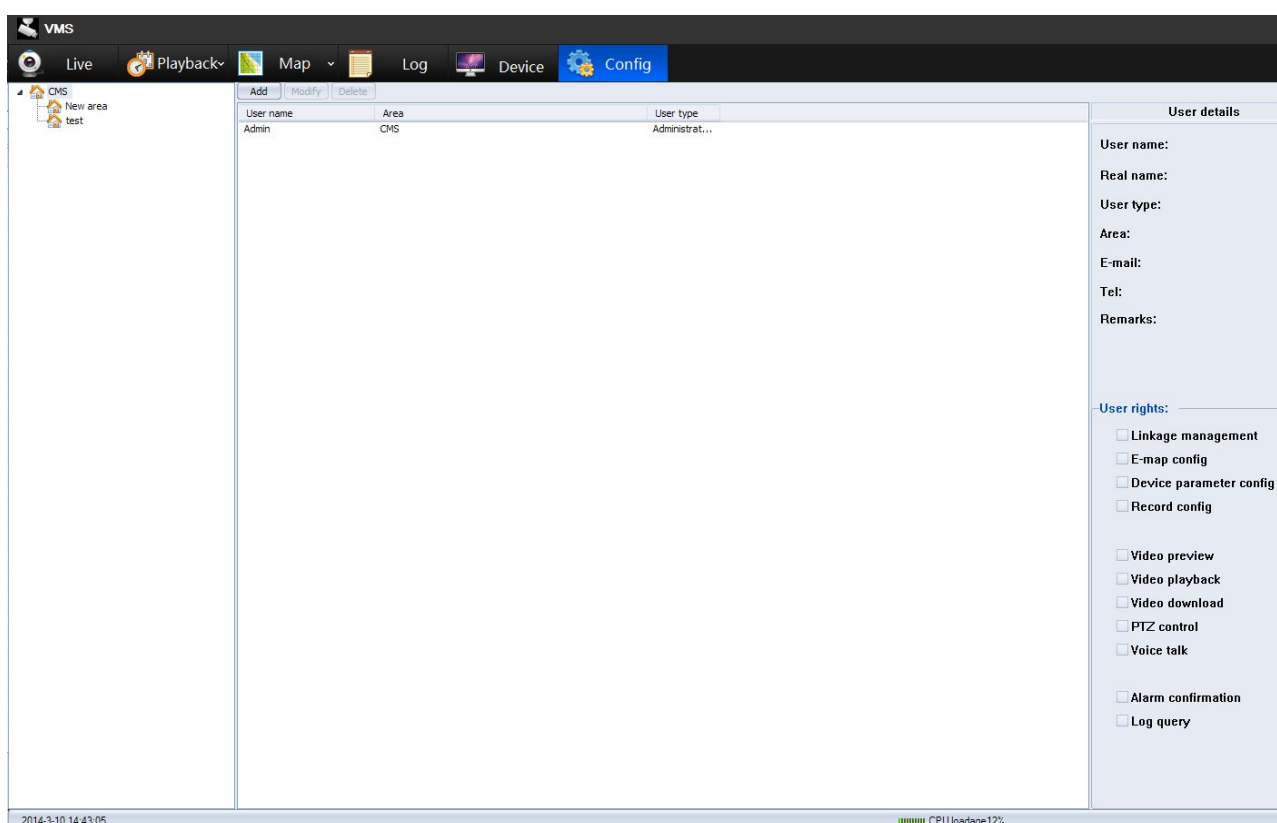 VMS
Live Playback Map Log Device Config
CMS
New area
test
Add Modify Delete
User name Area User type
Admin CMS Administrat...
User details
User name:
Real name:
User type:
Area:
E-mail:
Tel:
Remarks:
User rights:
Linkage management
E-map config
Device parameter config
Record config
Video preview
Video playback
Video download
PTZ control
Voice talk
Alarm confirmation
Log query
2014-3-10 14:43:05 CPU loadage12%